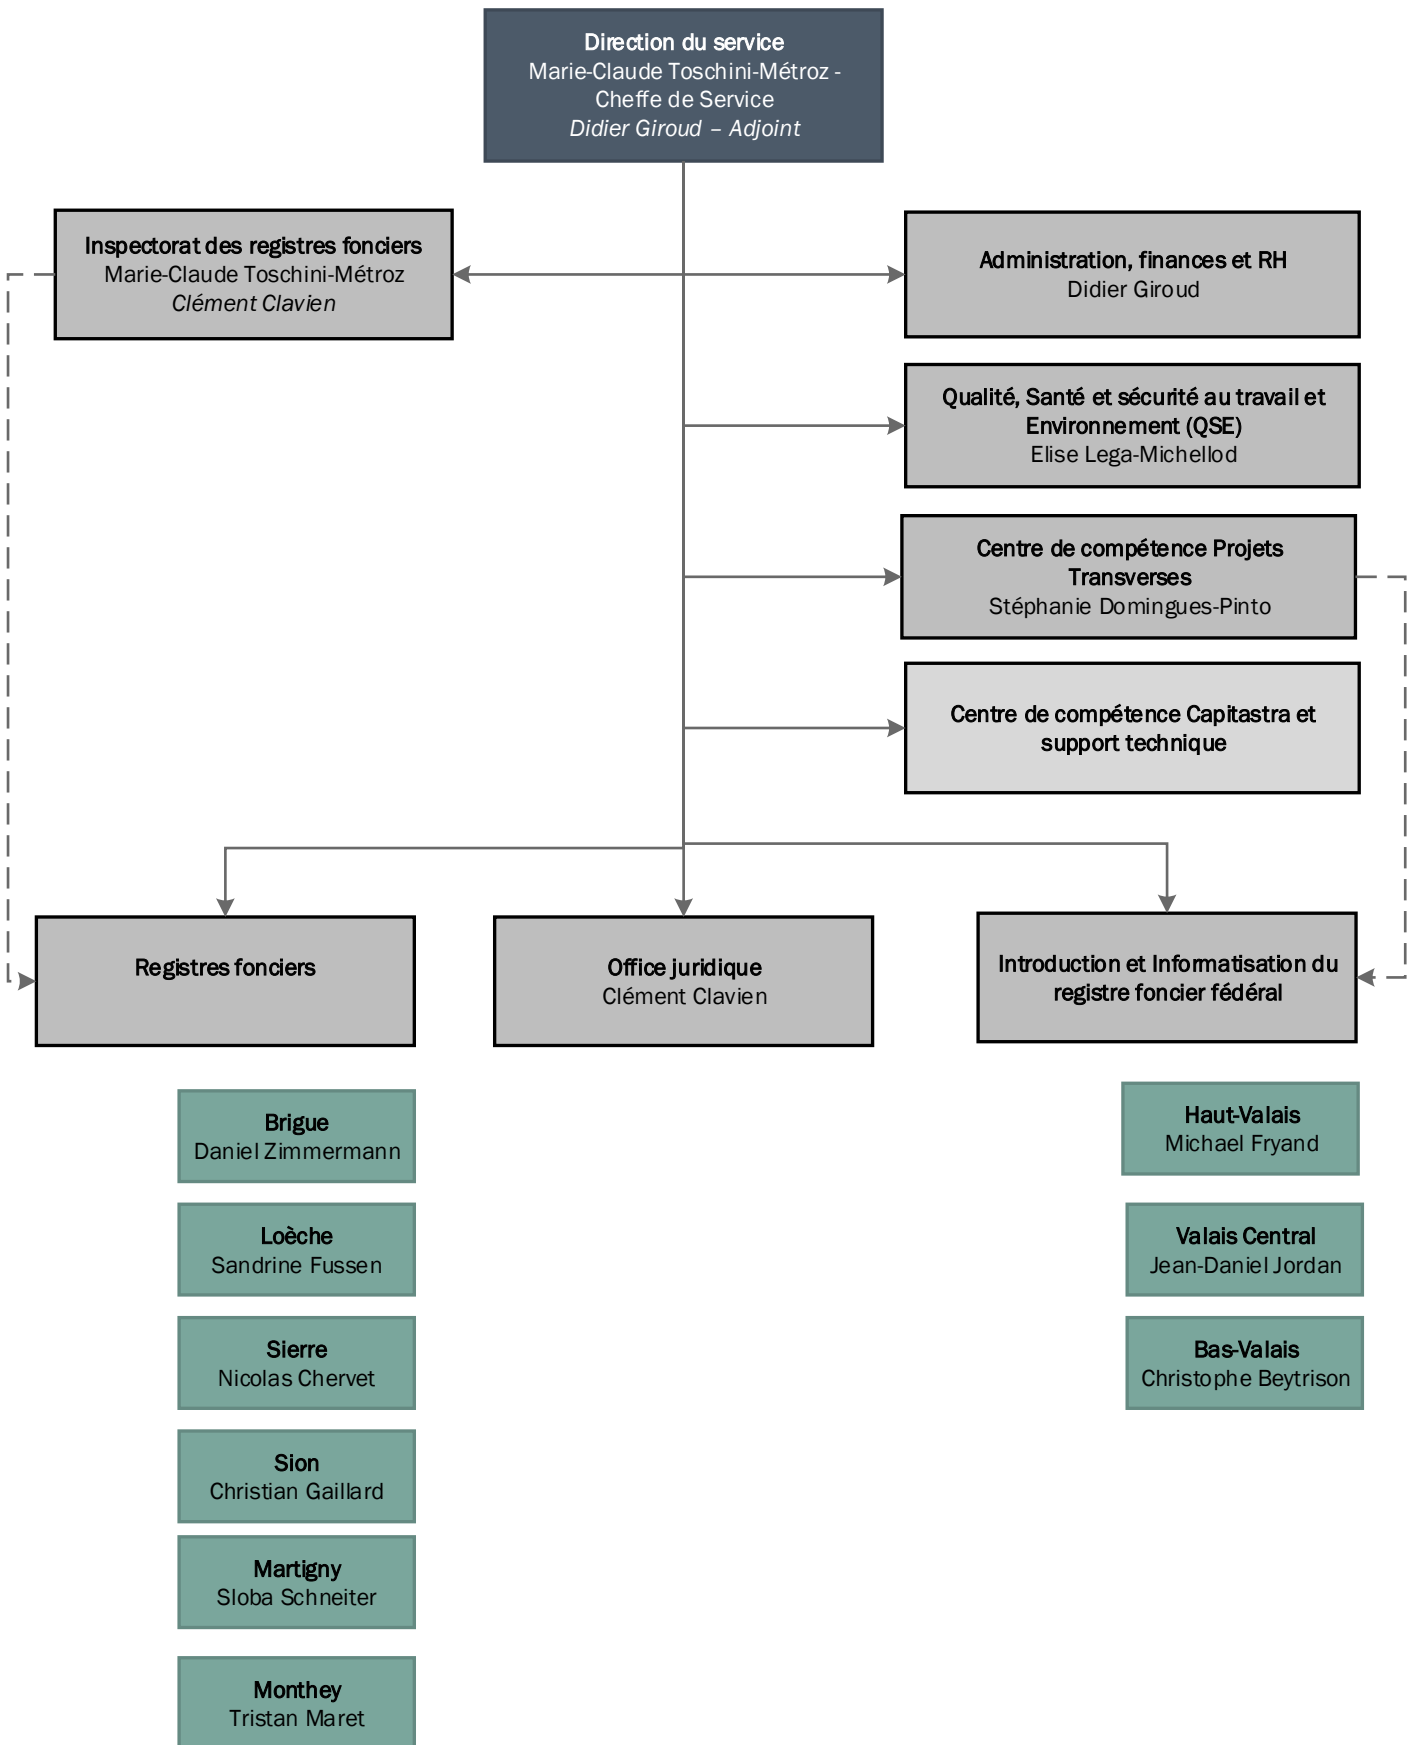 Direction du service
Marie-Claude Toschini-Métroz -
Cheffe de Service
Didier Giroud – Adjoint
Inspectorat des registres fonciers
Marie-Claude Toschini-Métroz
Clément Clavien
Administration, finances et RH
Didier Giroud
Qualité, Santé et sécurité au travail et
Environnement (QSE)
Elise Lega-Michellod
Centre de compétence Projets
Transverses
Stéphanie Domingues-Pinto
Centre de compétence Capitastra et
support technique
Registres fonciers
Office juridique
Clément Clavien
Introduction et Informatisation du
registre foncier fédéral
Brigue
Daniel Zimmermann
Loèche
Sandrine Fussen
Sierre
Nicolas Chervet
Sion
Christian Gaillard
Martigny
Sloba Schneiter
Monthey
Tristan Maret
Haut-Valais
Michael Fryand
Valais Central
Jean-Daniel Jordan
Bas-Valais
Christophe Beytrison